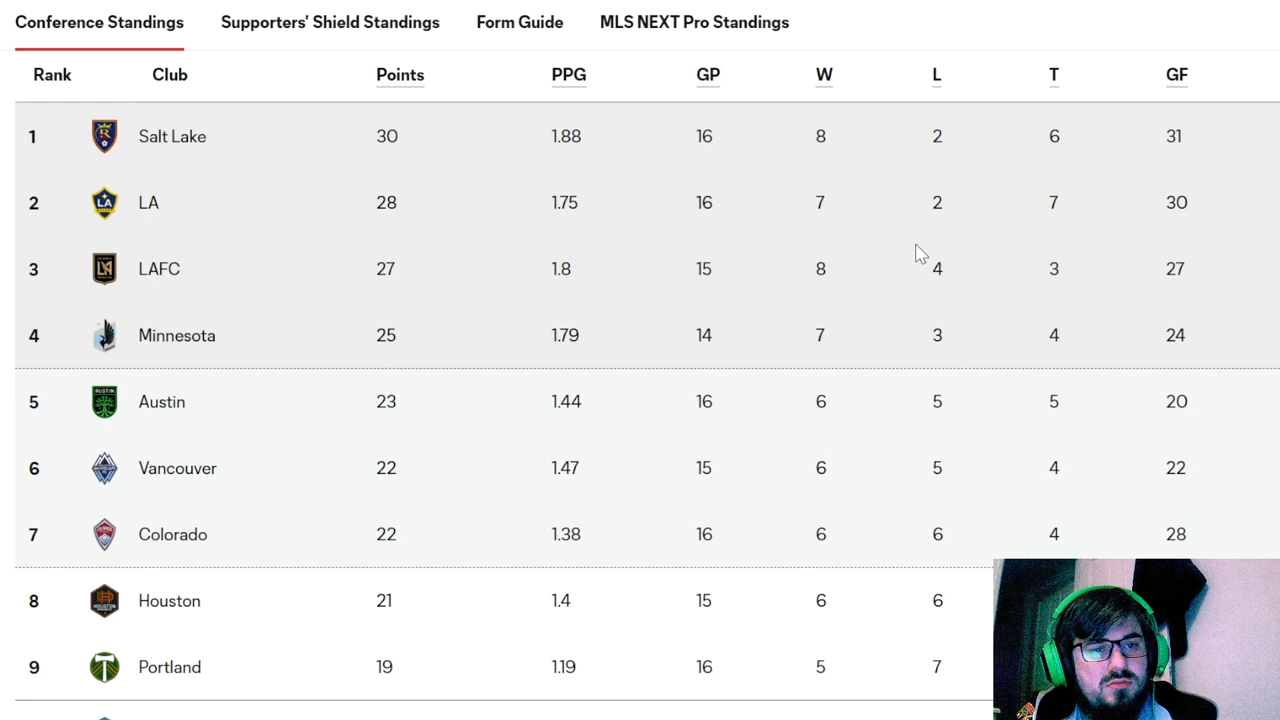 Conference Standings Supporters' Shield Standings Form Guide MLS NEXT Pro Standings
Rank Club Points PPG GP W L T GF
1 Salt Lake 30 1.88 16 8 2 6 31
2 LA 28 1.75 16 7 2 7 30
3 LAFC 27 1.8 15 8 4 3 27
4 Minnesota 25 1.79 14 7 3 4 24
5 Austin 23 1.44 16 6 5 5 20
6 Vancouver 22 1.47 15 6 5 4 22
7 Colorado 22 1.38 16 6 6 4 28
8 Houston 21 1.4 15 6 6
9 Portland 19 1.19 16 5 7